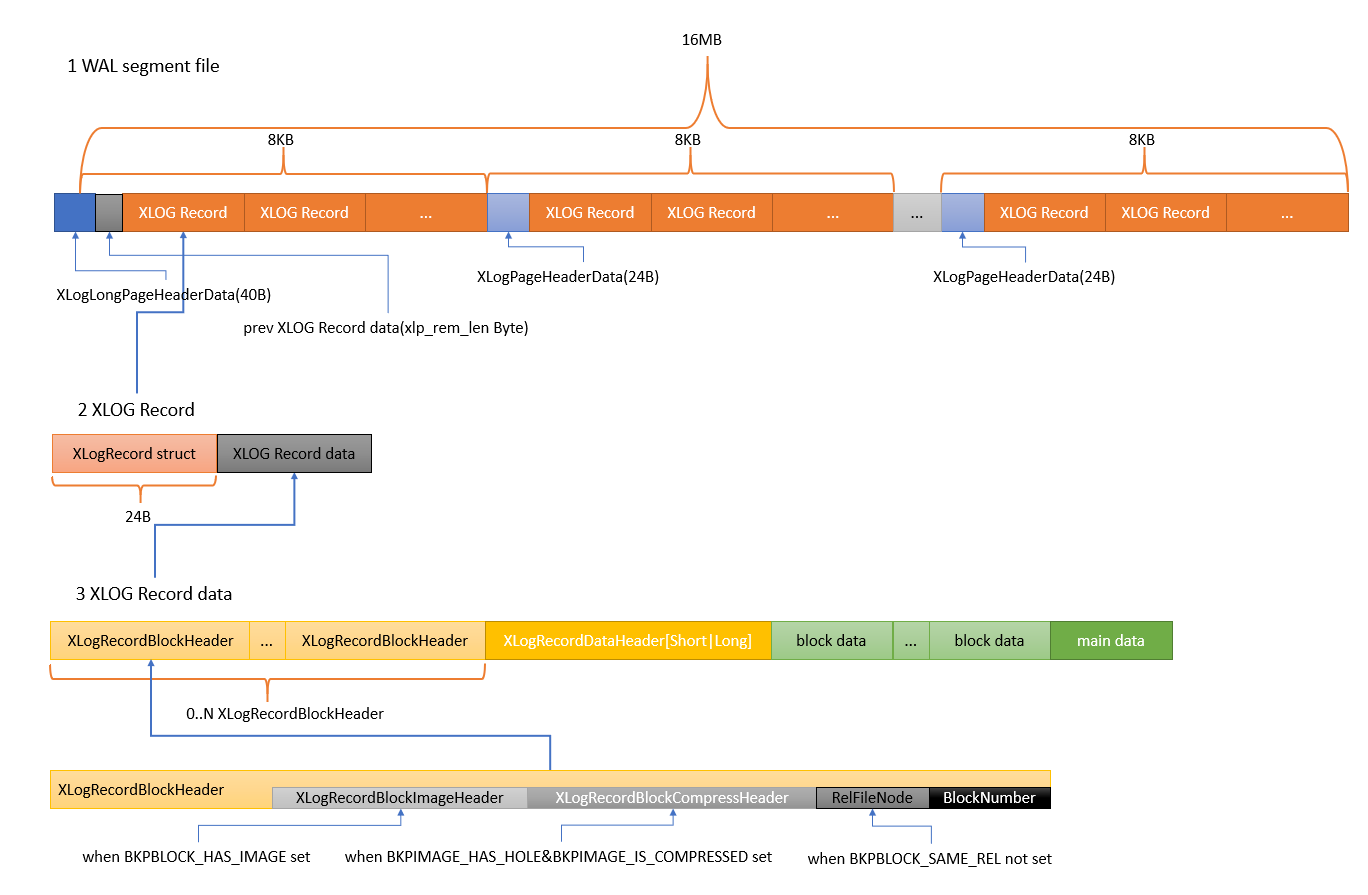 16MB
1 WAL segment file
8KB
8KB
8KB
XLOG Record
XLOG Record
...
XLOG Record
XLOG Record
...
...
XLOG Record
XLOG Record
...
XLogPageHeaderData(24B)
XLogPageHeaderData(24B)
XLogLongPageHeaderData(40B)
prev XLOG Record data(xlp_rem_len Byte)
2 XLOG Record
XLogRecord struct
XLOG Record data
24B
3 XLOG Record data
XLogRecordBlockHeader
...
XLogRecordBlockHeader
XLogRecordDataHeader[Short|Long]
block data
...
block data
main data
0..N XLogRecordBlockHeader
XLogRecordBlockHeader
XLogRecordBlockImageHeader
XLogRecordBlockCompressHeader
RelFileNode
BlockNumber
when BKPBLOCK_HAS_IMAGE set
when BKPIMAGE_HAS_HOLE&BKPIMAGE_IS_COMPRESSED set
when BKPBLOCK_SAME_REL not set